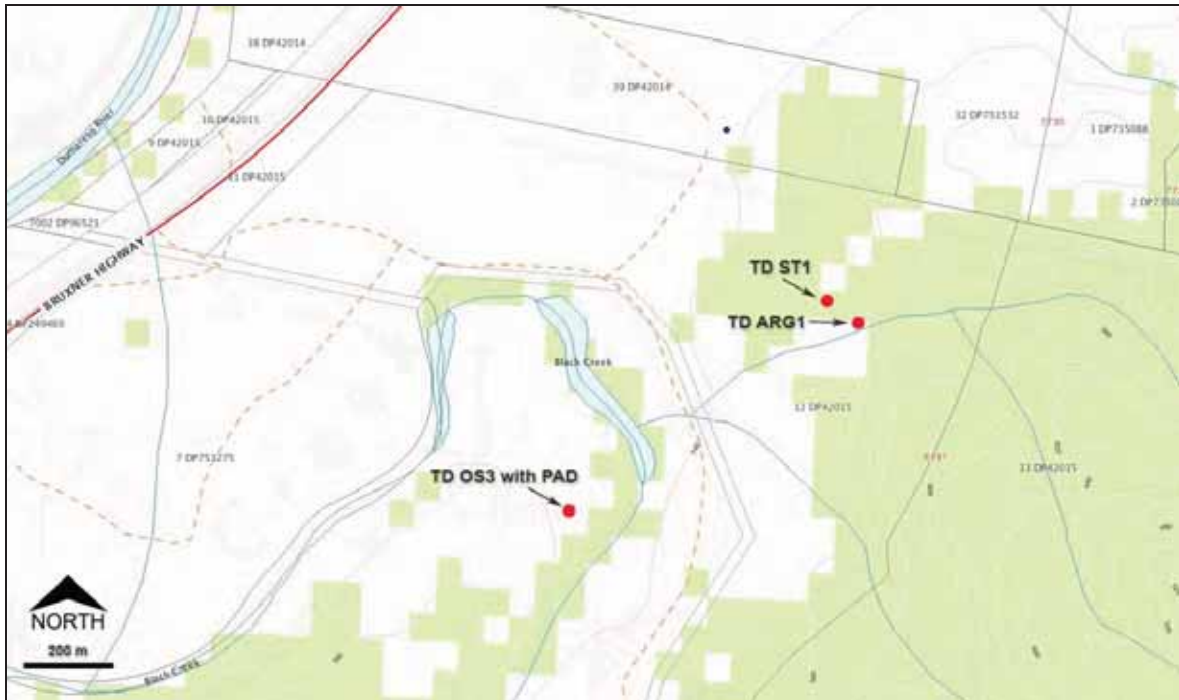 38 DP42014
39 DP42014
Dumaresq River
32 DP751532
1 DP735088
10 DP42015
9 DP42015
11 DP42015
7002 DP96521
BRUXNER HIGHWAY
TD ST1
TD ARG1
Black Creek
12 DP42015
7 DP751275
TD OS3 with PAD
13 DP42015
NORTH
200 m
Black Creek